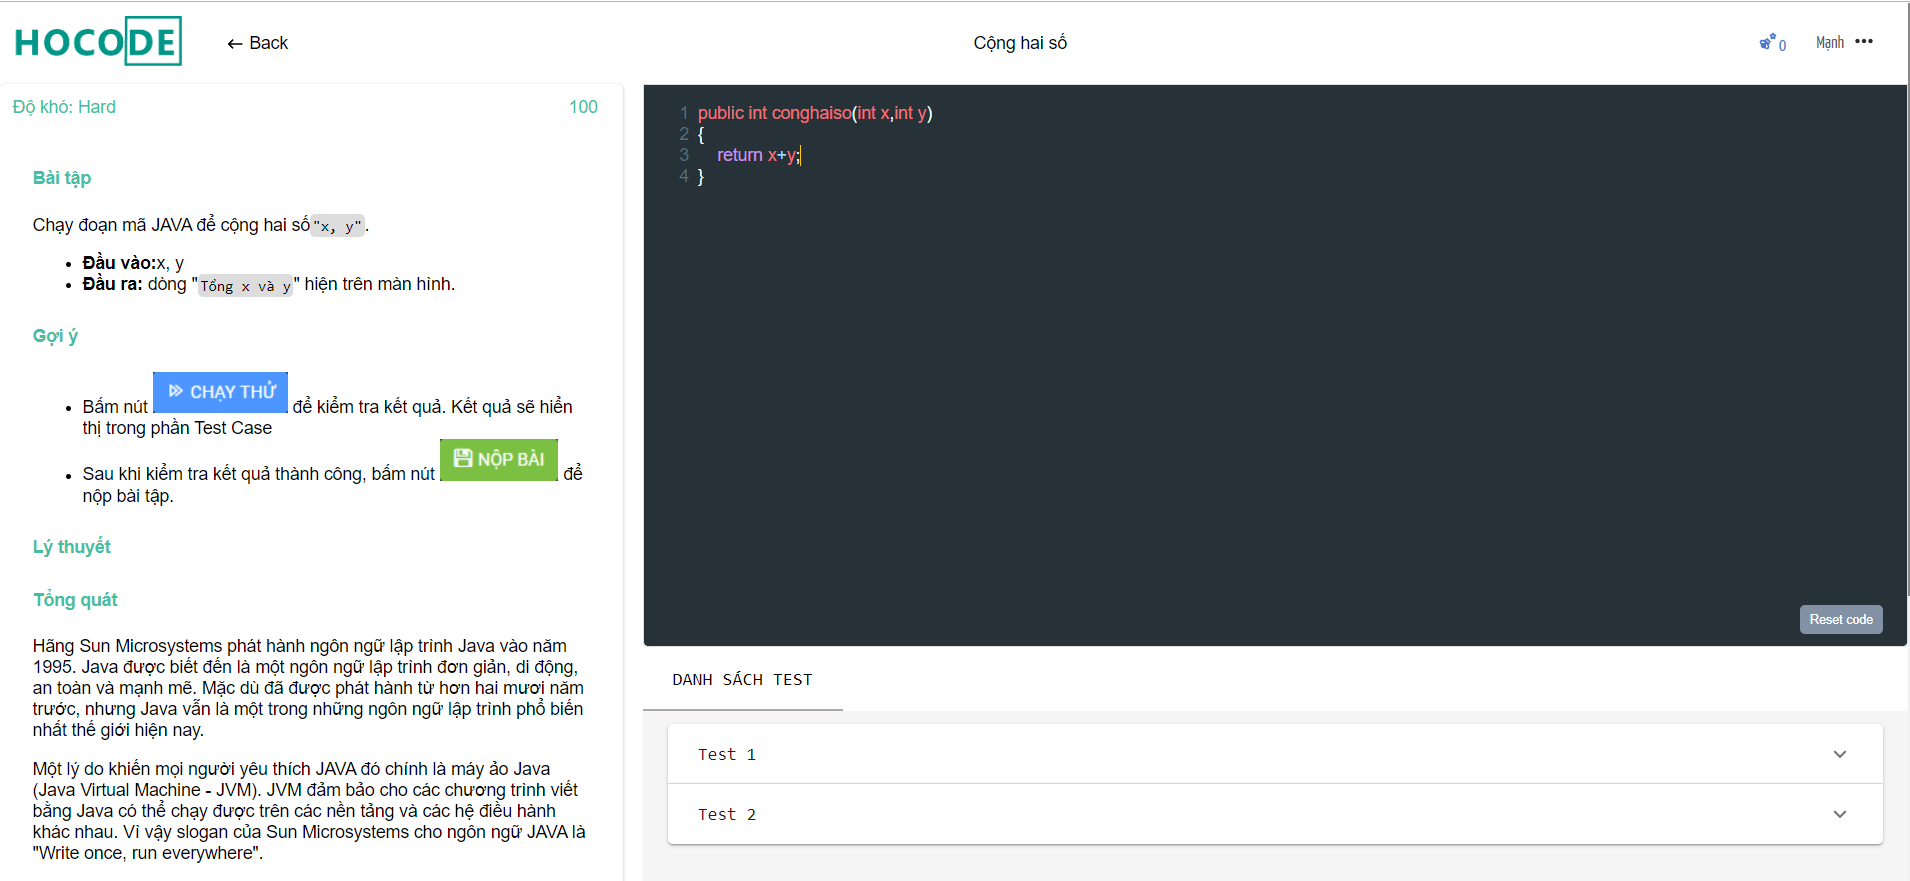 HOCODE
← Back
Cộng hai số
0
Mạnh •••
Độ khó: Hard
100
Bài tập
Chạy đoạn mã JAVA để cộng hai số"x, y".
• Đầu vào:x, y
• Đầu ra: dòng "Tổng x và y" hiện trên màn hình.
Gợi ý
• Bấm nút CHẠY THỬ để kiểm tra kết quả. Kết quả sẽ hiển
thị trong phần Test Case
• Sau khi kiểm tra kết quả thành công, bấm nút NỘP BÀI để
nộp bài tập.
Lý thuyết
Tổng quát
Hãng Sun Microsystems phát hành ngôn ngữ lập trình Java vào năm
1995. Java được biết đến là một ngôn ngữ lập trình đơn giản, di động,
an toàn và mạnh mẽ. Mặc dù đã được phát hành từ hơn hai mươi năm
trước, nhưng Java vẫn là một trong những ngôn ngữ lập trình phổ biến
nhất thế giới hiện nay.
Một lý do khiến mọi người yêu thích JAVA đó chính là máy ảo Java
(Java Virtual Machine - JVM). JVM đảm bảo cho các chương trình viết
bằng Java có thể chạy được trên các nền tảng và các hệ điều hành
khác nhau. Vì vậy slogan của Sun Microsystems cho ngôn ngữ JAVA là
"Write once, run everywhere".
1 public int conghaiso(int x,int y)
2 {
3     return x+y;
4 }
Reset code
DANH SÁCH TEST
Test 1
Test 2